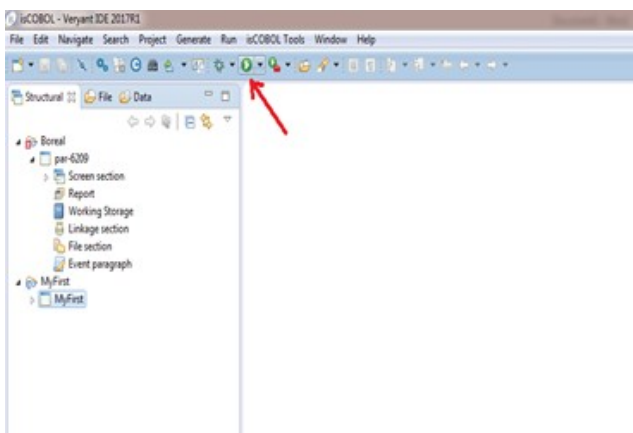 isCOBOL - Veryant IDE 2017R1
File Edit Navigate Search Project Generate Run isCOBOL Tools Window Help
Structural File Data
Boreal
par-6209
Screen section
Report
Working Storage
Linkage section
File section
Event paragraph
MyFirst
MyFirst